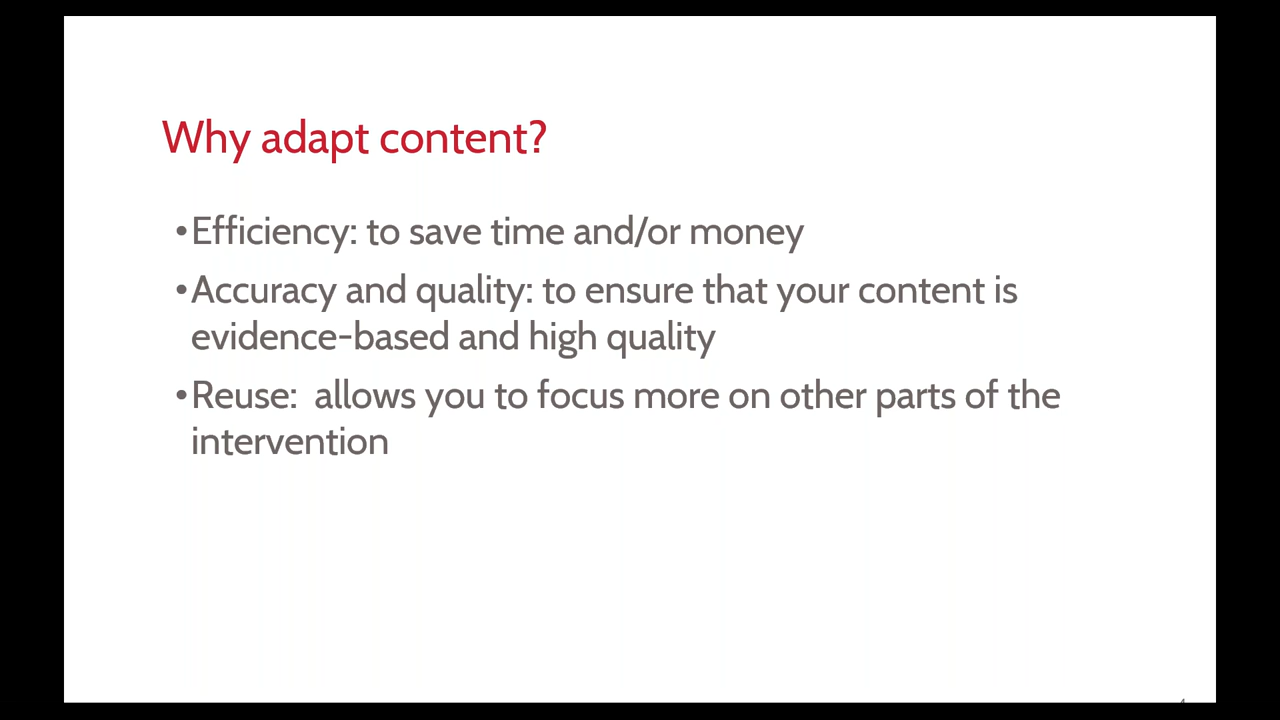 Why adapt content?
•Efficiency: to save time and/or money
•Accuracy and quality: to ensure that your content is
evidence-based and high quality
•Reuse:  allows you to focus more on other parts of the
intervention